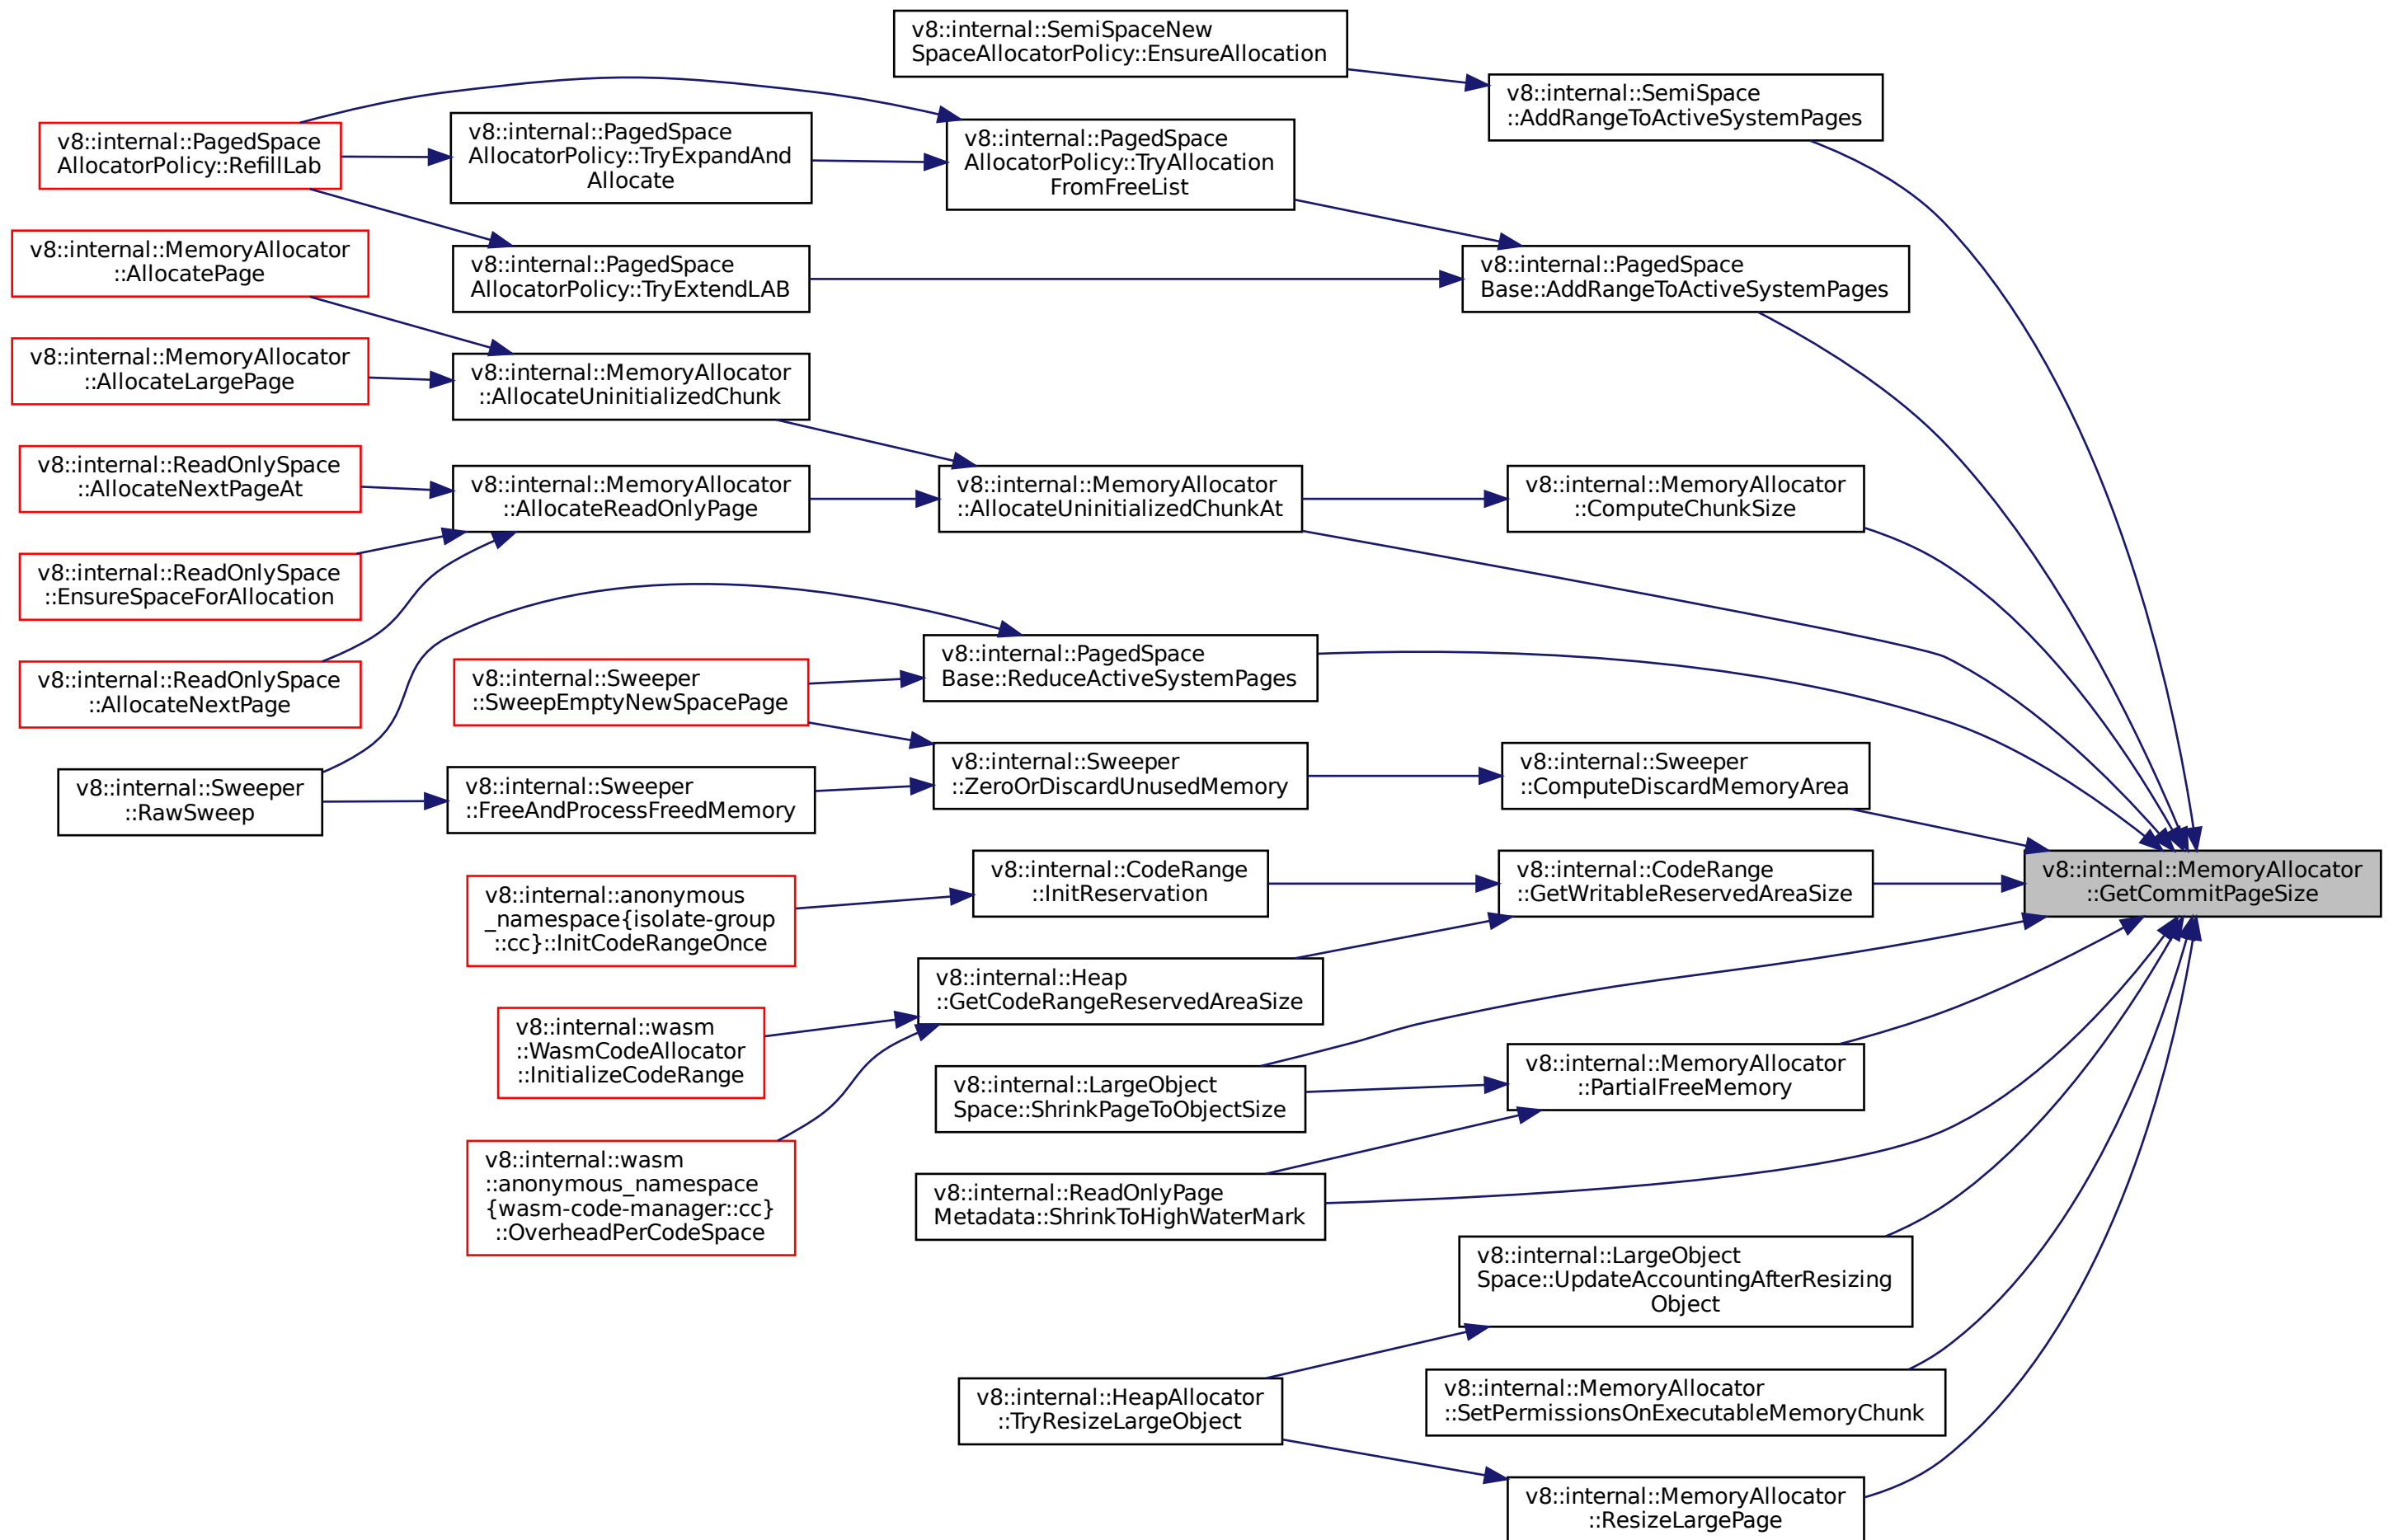 v8::internal::SemiSpaceNew
SpaceAllocatorPolicy::EnsureAllocation
v8::internal::SemiSpace
::AddRangeToActiveSystemPages
v8::internal::PagedSpace
AllocatorPolicy::RefillLab
v8::internal::PagedSpace
AllocatorPolicy::TryExpandAnd
Allocate
v8::internal::PagedSpace
AllocatorPolicy::TryAllocation
FromFreeList
v8::internal::MemoryAllocator
::AllocatePage
v8::internal::PagedSpace
AllocatorPolicy::TryExtendLAB
v8::internal::PagedSpace
Base::AddRangeToActiveSystemPages
v8::internal::MemoryAllocator
::AllocateLargePage
v8::internal::MemoryAllocator
::AllocateUninitializedChunk
v8::internal::ReadOnlySpace
::AllocateNextPageAt
v8::internal::MemoryAllocator
::AllocateReadOnlyPage
v8::internal::MemoryAllocator
::AllocateUninitializedChunkAt
v8::internal::MemoryAllocator
::ComputeChunkSize
v8::internal::ReadOnlySpace
::EnsureSpaceForAllocation
v8::internal::ReadOnlySpace
::AllocateNextPage
v8::internal::Sweeper
::SweepEmptyNewSpacePage
v8::internal::PagedSpace
Base::ReduceActiveSystemPages
v8::internal::Sweeper
::RawSweep
v8::internal::Sweeper
::FreeAndProcessFreedMemory
v8::internal::Sweeper
::ZeroOrDiscardUnusedMemory
v8::internal::Sweeper
::ComputeDiscardMemoryArea
v8::internal::anonymous
_namespace{isolate-group
::cc}::InitCodeRangeOnce
v8::internal::CodeRange
::InitReservation
v8::internal::CodeRange
::GetWritableReservedAreaSize
v8::internal::MemoryAllocator
::GetCommitPageSize
v8::internal::Heap
::GetCodeRangeReservedAreaSize
v8::internal::wasm
::WasmCodeAllocator
::InitializeCodeRange
v8::internal::LargeObject
Space::ShrinkPageToObjectSize
v8::internal::MemoryAllocator
::PartialFreeMemory
v8::internal::wasm
::anonymous_namespace
{wasm-code-manager::cc}
::OverheadPerCodeSpace
v8::internal::ReadOnlyPage
Metadata::ShrinkToHighWaterMark
v8::internal::LargeObject
Space::UpdateAccountingAfterResizing
Object
v8::internal::HeapAllocator
::TryResizeLargeObject
v8::internal::MemoryAllocator
::SetPermissionsOnExecutableMemoryChunk
v8::internal::MemoryAllocator
::ResizeLargePage